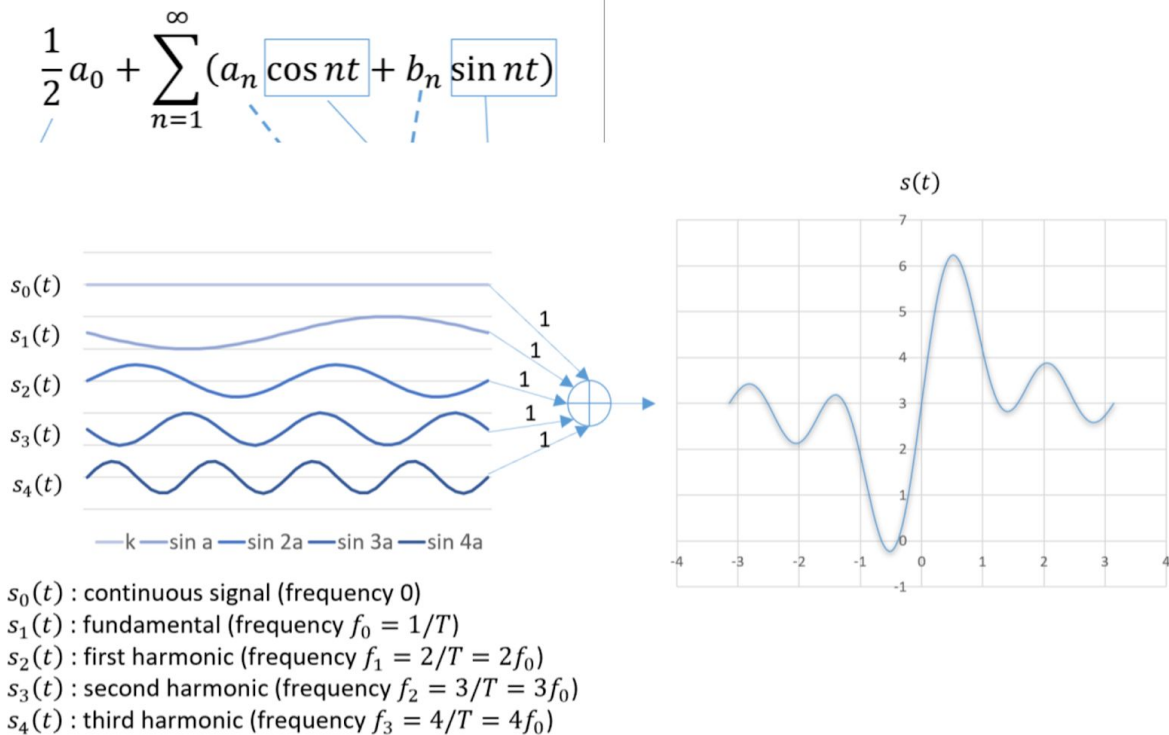 ∞
1/2 a₀ + ∑ (aₙ cos nt + bₙ sin nt)
n=1
s(t)
s₀(t)
s₁(t)
s₂(t)
s₃(t)
s₄(t)
1
1
1
1
1
k sin a sin 2a sin 3a sin 4a
7
6
5
4
3
2
1
0
-1
-4 -3 -2 -1 0 1 2 3 4
s₀(t) : continuous signal (frequency 0)
s₁(t) : fundamental (frequency f₀ = 1/T)
s₂(t) : first harmonic (frequency f₁ = 2/T = 2f₀)
s₃(t) : second harmonic (frequency f₂ = 3/T = 3f₀)
s₄(t) : third harmonic (frequency f₃ = 4/T = 4f₀)